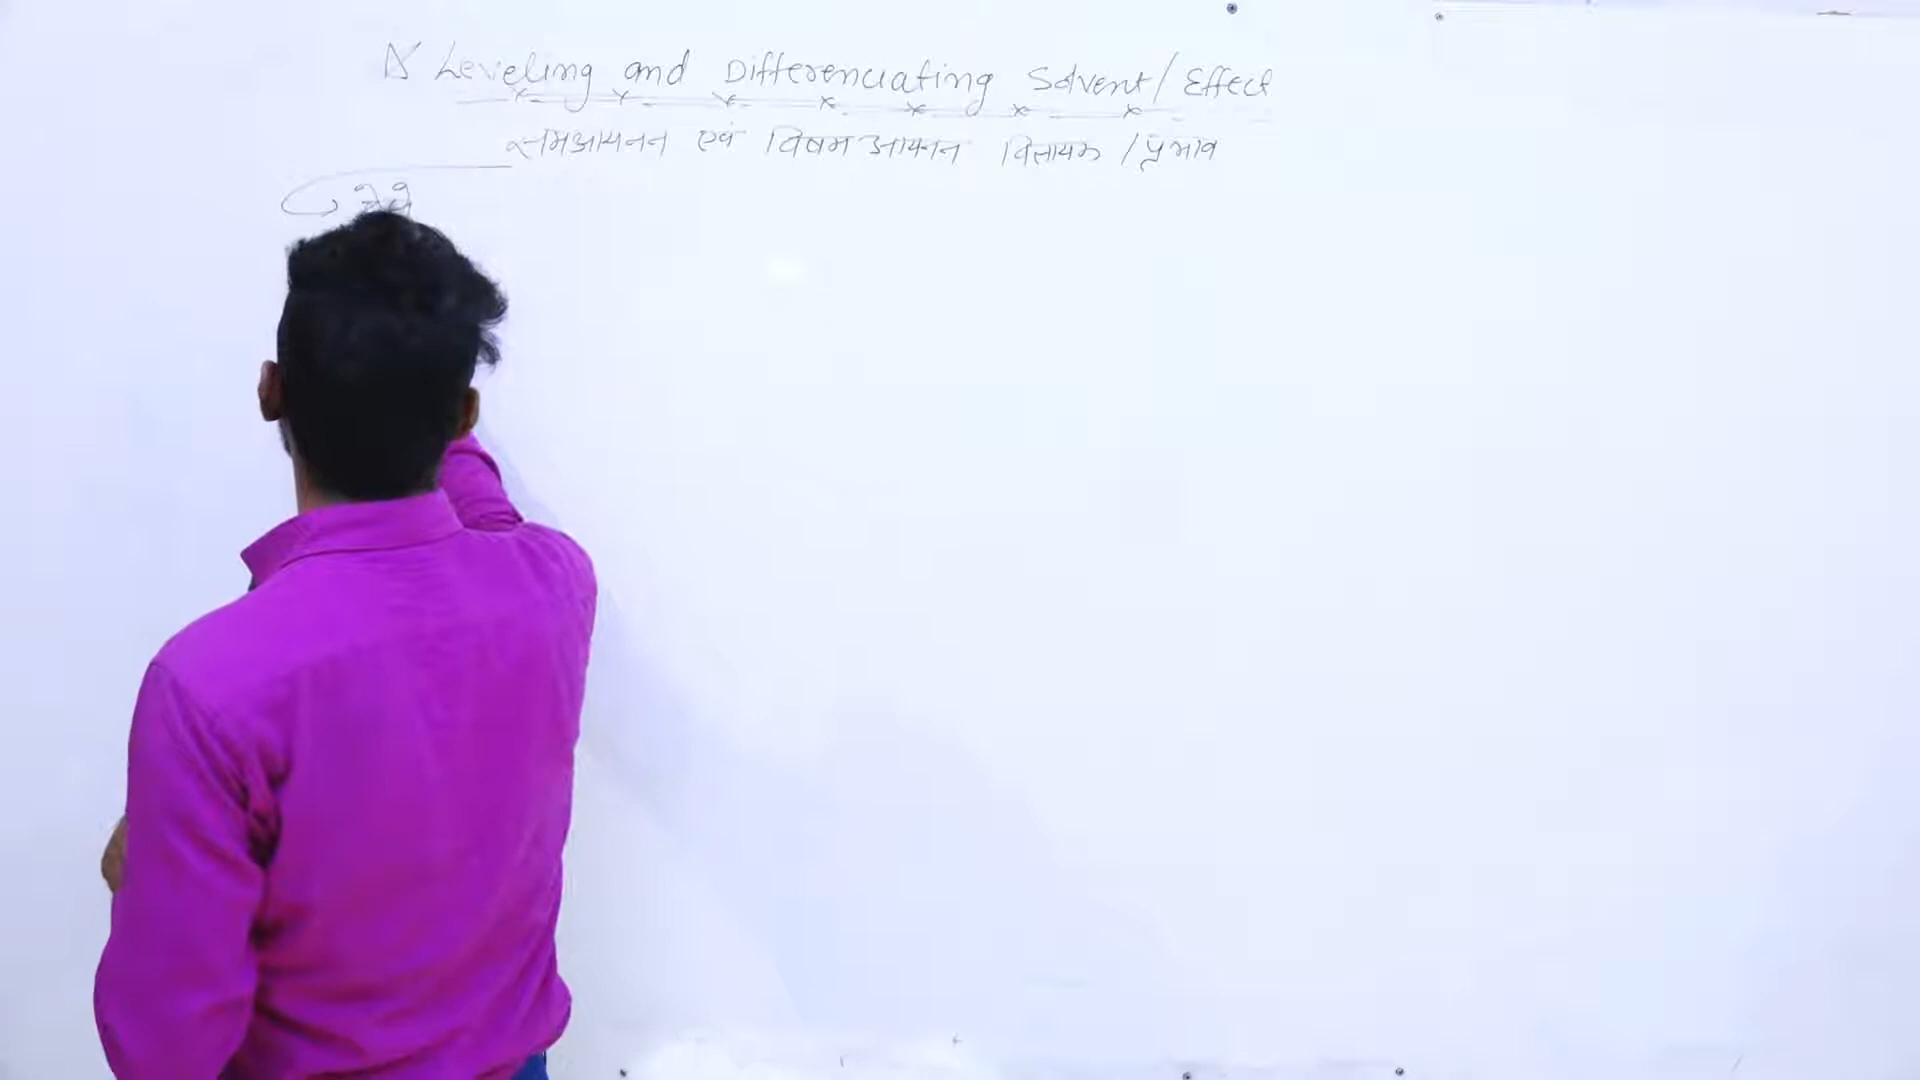 Leveling and Differenciating Solvent / Effect
समआयनन एवं विषमआयनन विलायक / प्रभाव